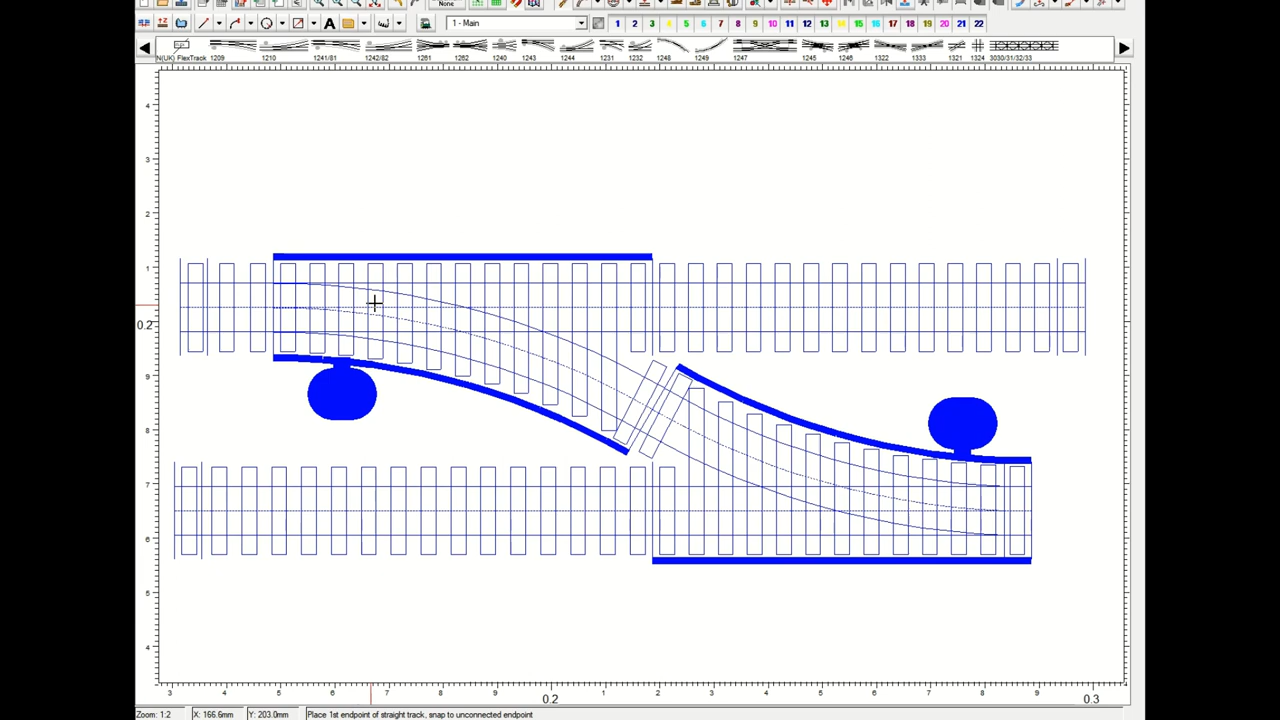 None
1 - Main 1 2 3 4 5 6 7 8 9 10 11 12 13 14 15 16 17 18 19 20 21 22
N(UK) FlexTrack 1209 1210 1241/81 1242/82 1261 1262 1240 1243 1244 1231 1232 1248 1249 1247 1245 1246 1322 1333 1321 1324 3030/31/32/33
4
3
2
1
0.2
9
8
7
6
5
4
3 4 5 6 7 8 9 0.2 1 2 3 4 5 6 7 8 9 0.3
Zoom: 1:2 X: 166.6mm Y: 203.0mm Place 1st endpoint of straight track, snap to unconnected endpoint